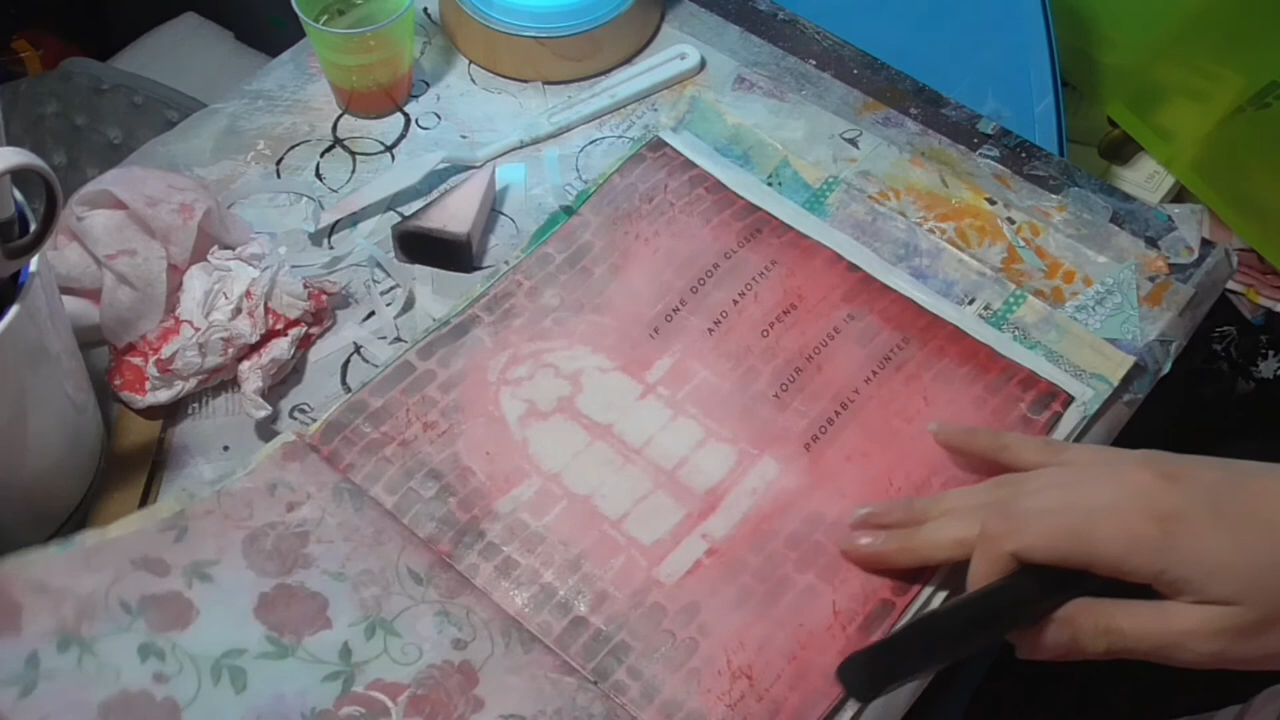 IF ONE DOOR CLOSES
AND ANOTHER
OPENS.
YOUR HOUSE IS
PROBABLY HAUNTED